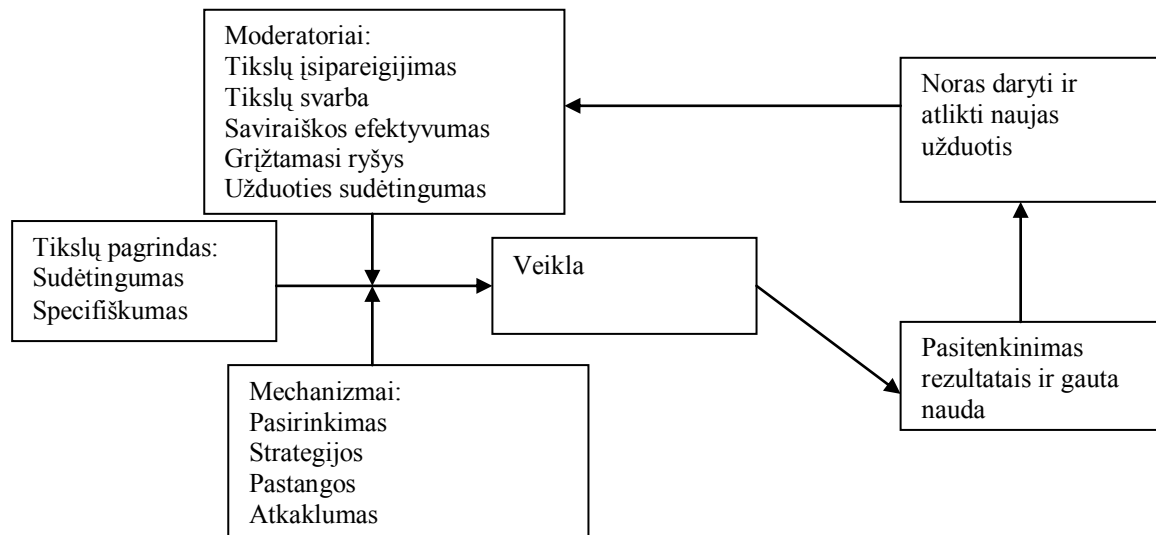 Moderatoriai:
Tikslų įsipareigijimas
Tikslų svarba
Saviraiškos efektyvumas
Grįžtamasi ryšys
Užduoties sudėtingumas
Noras daryti ir
atlikti naujas
užduotis
Tikslų pagrindas:
Sudėtingumas
Specifiškumas
Veikla
Pasitenkinimas
rezultatais ir gauta
nauda
Mechanizmai:
Pasirinkimas
Strategijos
Pastangos
Atkaklumas